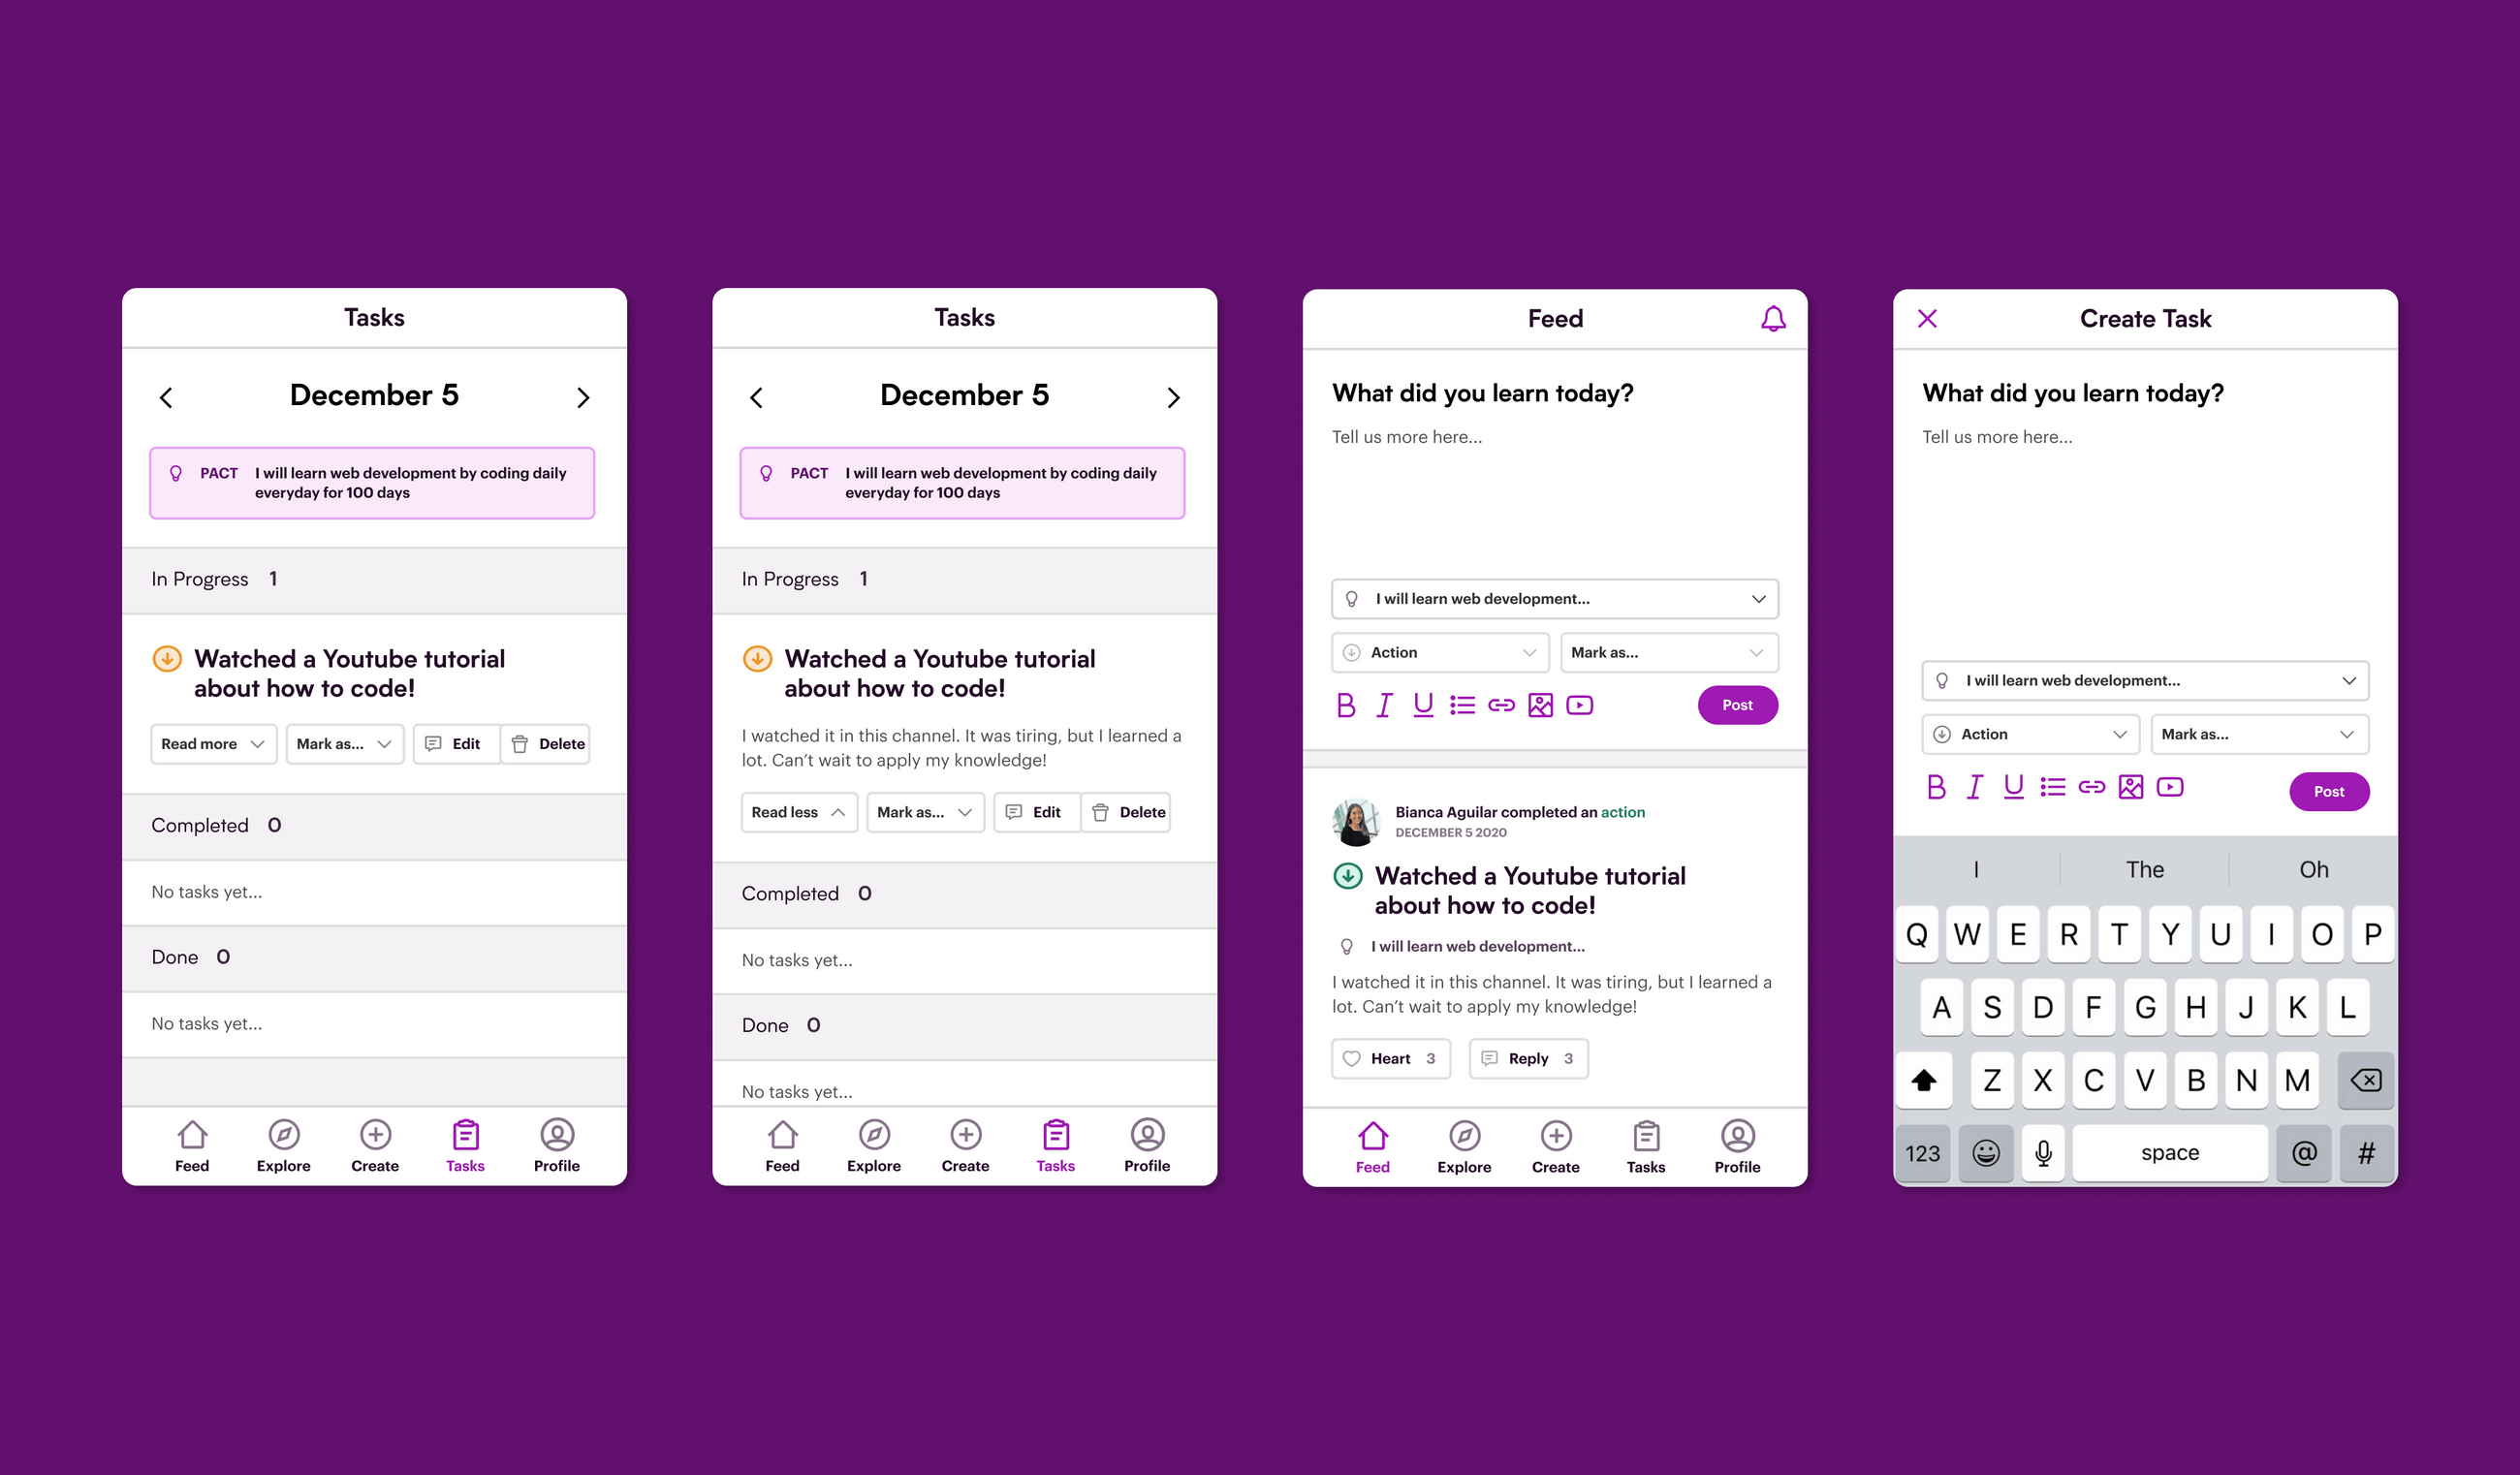 Tasks
December 5
PACT I will learn web development by coding daily
everyday for 100 days
In Progress 1
Watched a Youtube tutorial
about how to code!
Read more Mark as... Edit Delete
Completed 0
No tasks yet...
Done 0
No tasks yet...
Feed Explore Create Tasks Profile
Tasks
December 5
PACT I will learn web development by coding daily
everyday for 100 days
In Progress 1
Watched a Youtube tutorial
about how to code!
I watched it in this channel. It was tiring, but I learned a
lot. Can't wait to apply my knowledge!
Read less Mark as... Edit Delete
Completed 0
No tasks yet...
Done 0
No tasks yet...
Feed Explore Create Tasks Profile
Feed
What did you learn today?
Tell us more here...
I will learn web development...
Action Mark as...
B I U Post
Bianca Aguilar completed an action
DECEMBER 5 2020
Watched a Youtube tutorial
about how to code!
I will learn web development...
I watched it in this channel. It was tiring, but I learned a
lot. Can't wait to apply my knowledge!
Heart 3 Reply 3
Feed Explore Create Tasks Profile
Create Task
What did you learn today?
Tell us more here...
I will learn web development...
Action Mark as...
B I U Post
I The Oh
Q W E R T Y U I O P
A S D F G H J K L
Z X C V B N M
123 space @ #